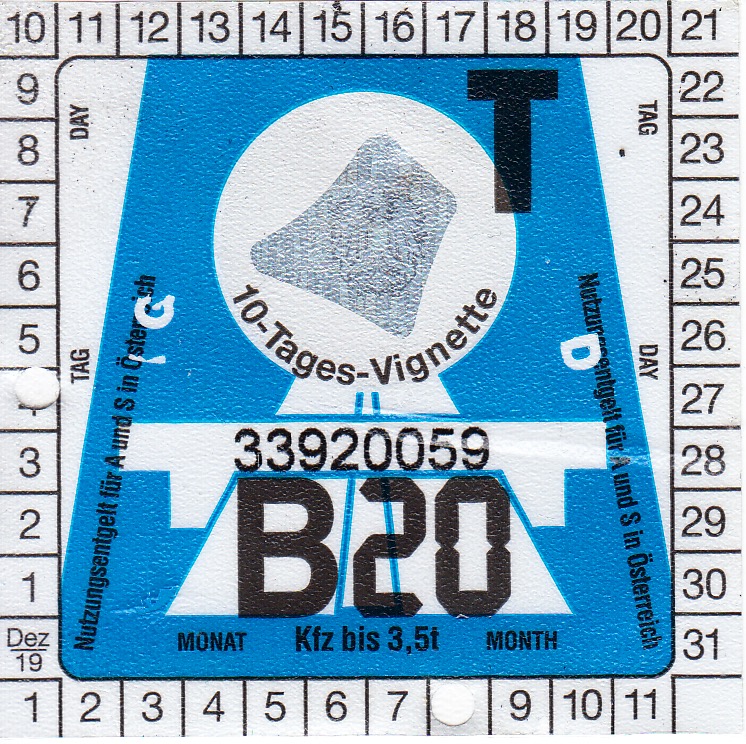 10 11 12 13 14 15 16 17 18 19 20 21
9
8
7
6
5
3
2
1
Dez
19
22
23
24
25
26
27
28
29
30
31
DAY
TAG
T
TAG
DAY
Nutzungsentgelt für A und S in Österreich
G
10-Tages-Vignette
Nutzungsentgelt für A und S in Österreich
D
33920059
B20
MONAT Kfz bis 3,5t MONTH
1 2 3 4 5 6 7 9 10 11